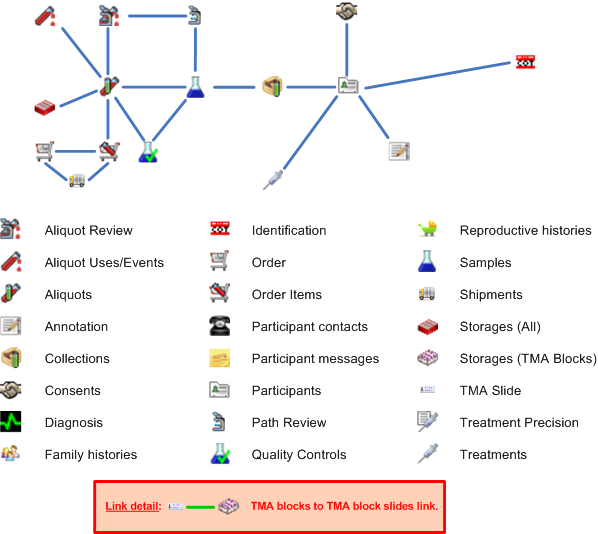 Aliquot Review Identification Reproductive histories
Aliquot Uses/Events Order Samples
Aliquots Order Items Shipments
Annotation Participant contacts Storages (All)
Collections Participant messages Storages (TMA Blocks)
Consents Participants TMA Slide
Diagnosis Path Review Treatment Precision
Family histories Quality Controls Treatments
Link detail: TMA blocks to TMA block slides link.